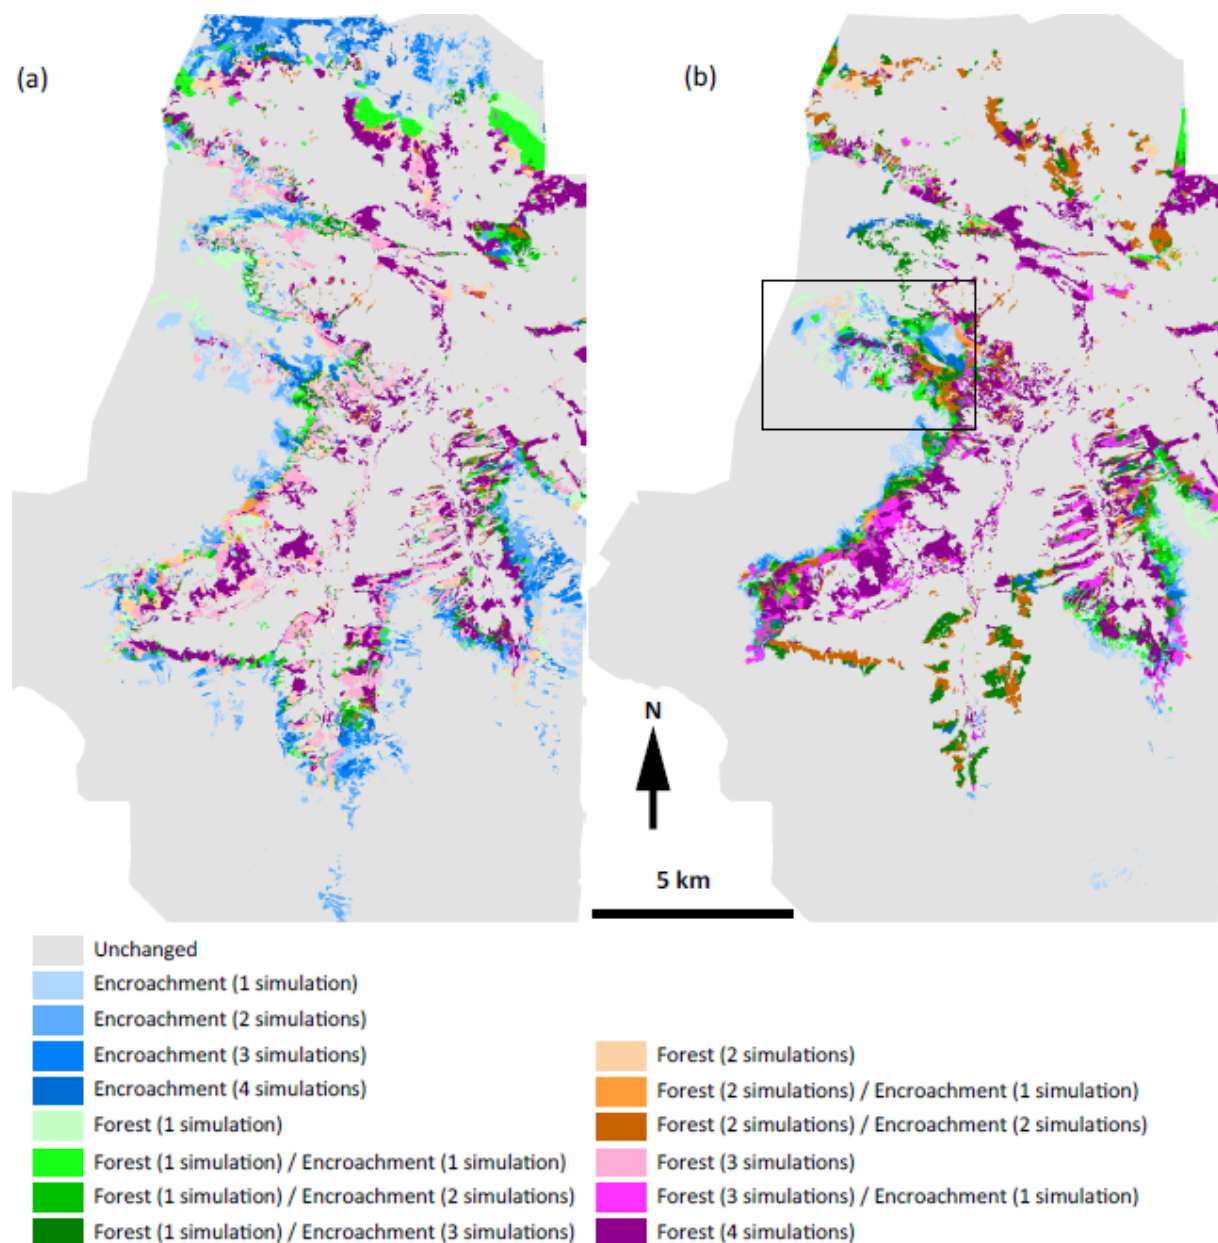 (a)
(b)
N
5 km
Unchanged
Encroachment (1 simulation)
Encroachment (2 simulations)
Encroachment (3 simulations)
Encroachment (4 simulations)
Forest (1 simulation)
Forest (1 simulation) / Encroachment (1 simulation)
Forest (1 simulation) / Encroachment (2 simulations)
Forest (1 simulation) / Encroachment (3 simulations)
Forest (2 simulations)
Forest (2 simulations) / Encroachment (1 simulation)
Forest (2 simulations) / Encroachment (2 simulations)
Forest (3 simulations)
Forest (3 simulations) / Encroachment (1 simulation)
Forest (4 simulations)